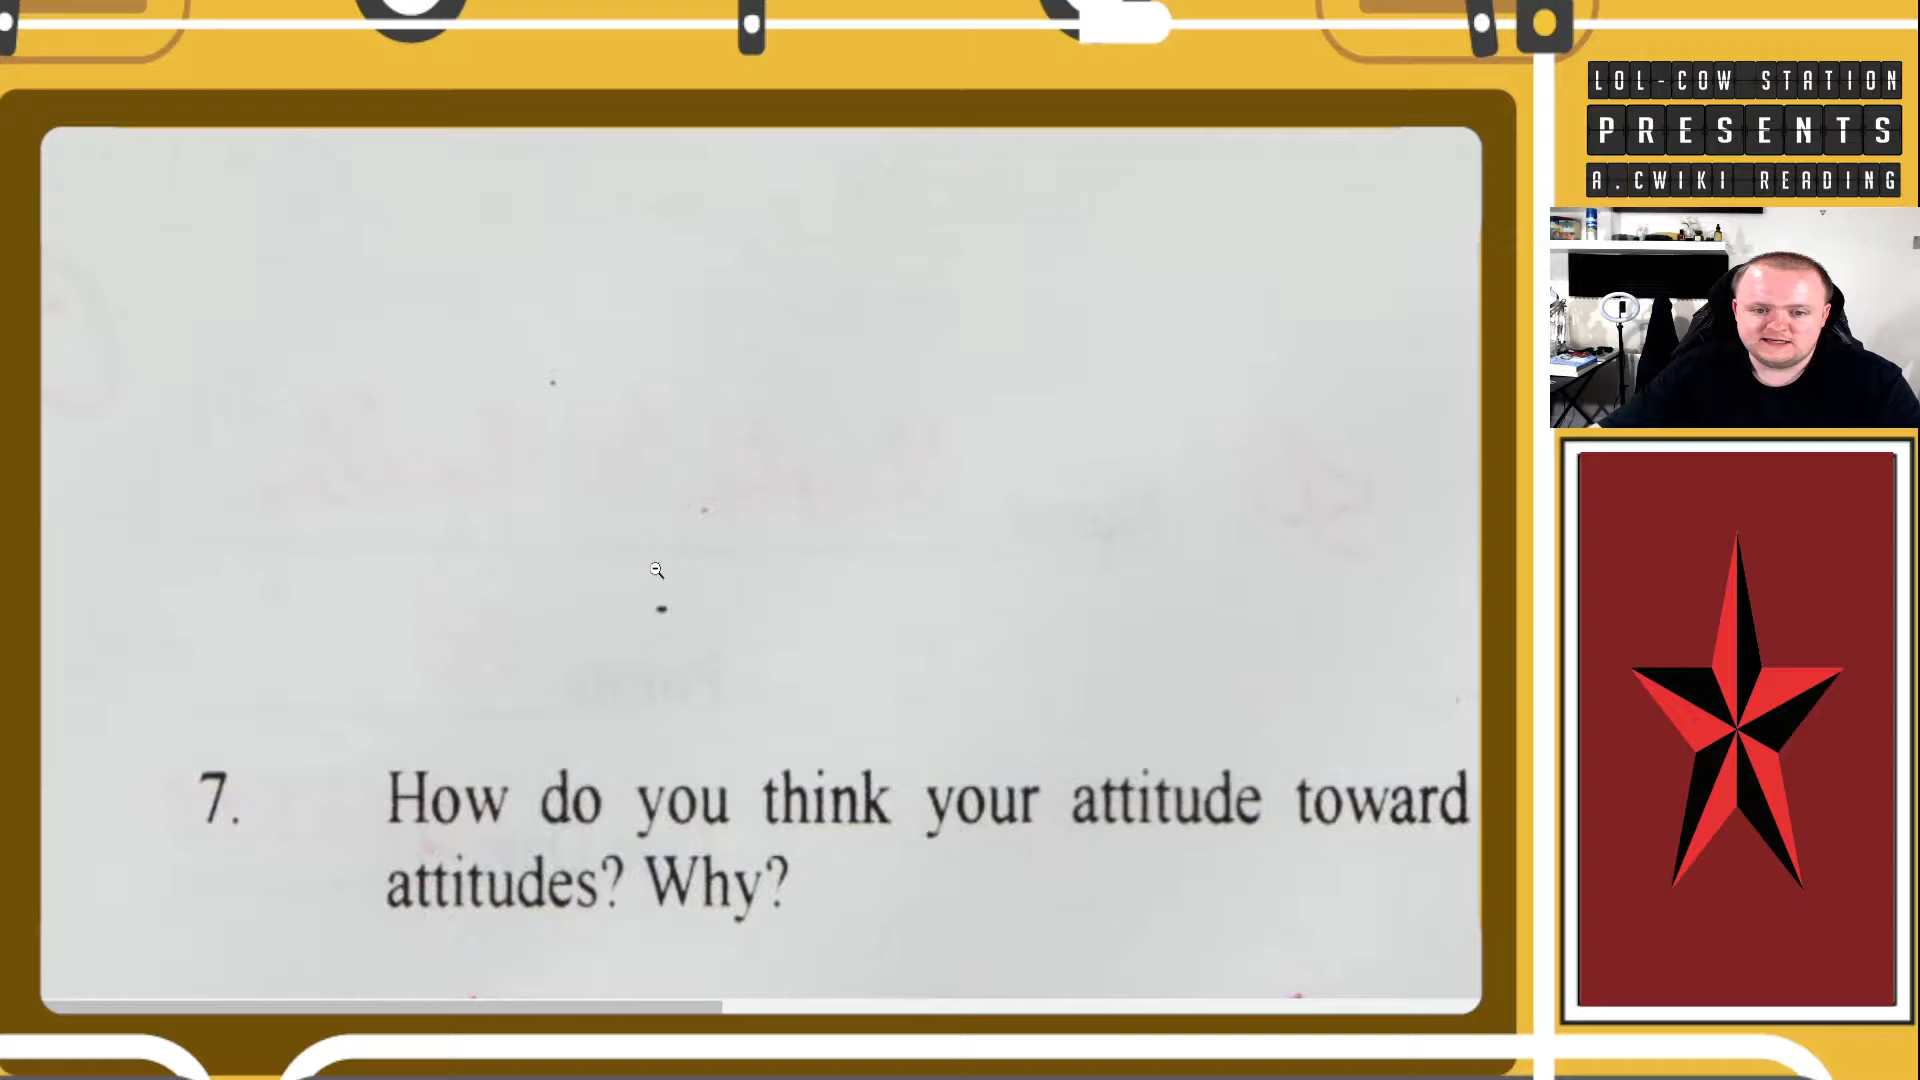 LOL-COW STATION
PRESENTS
A.CWIKI READING
7. How do you think your attitude toward
attitudes? Why?